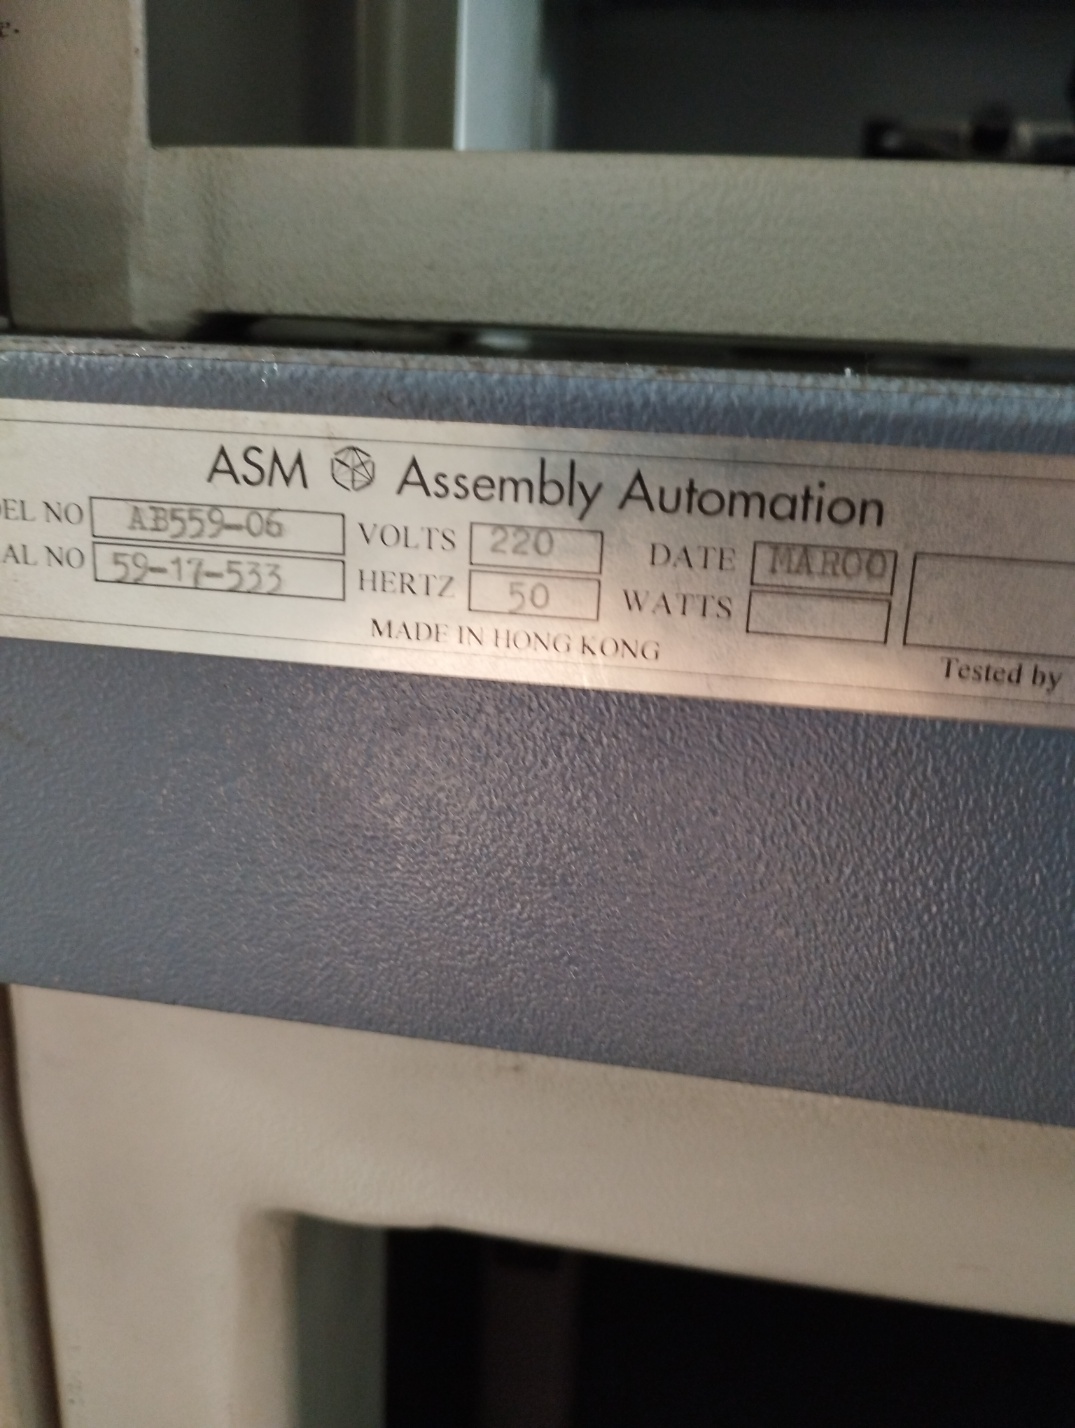 e.
ASM Assembly Automation
EL NO AB559-06 VOLTS 220 DATE MAR00
AL NO 59-17-533 HERTZ 50 WATTS
MADE IN HONG KONG
Tested by